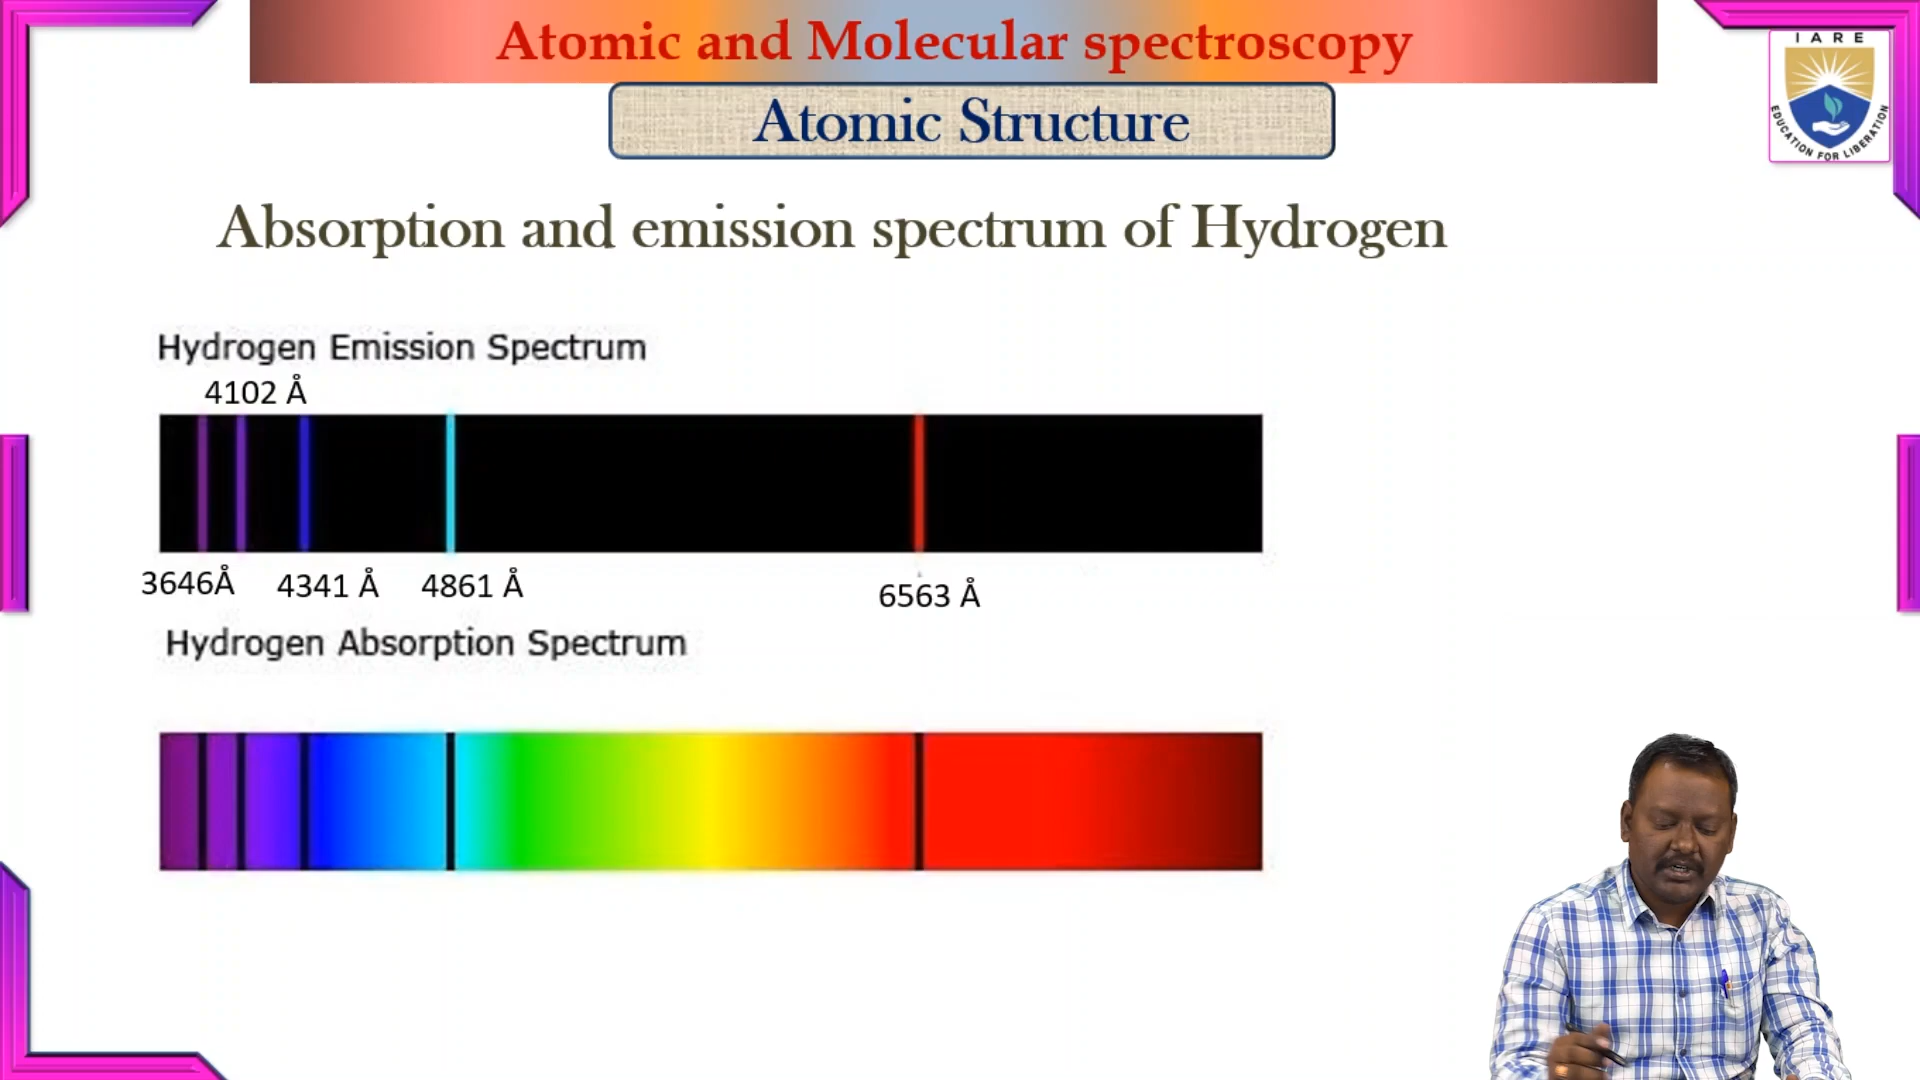 Atomic and Molecular spectroscopy
I A R E
EDUCATION FOR LIBERATION
Atomic Structure
Absorption and emission spectrum of Hydrogen
Hydrogen Emission Spectrum
4102 Å
3646Å 4341 Å 4861 Å 6563 Å
Hydrogen Absorption Spectrum